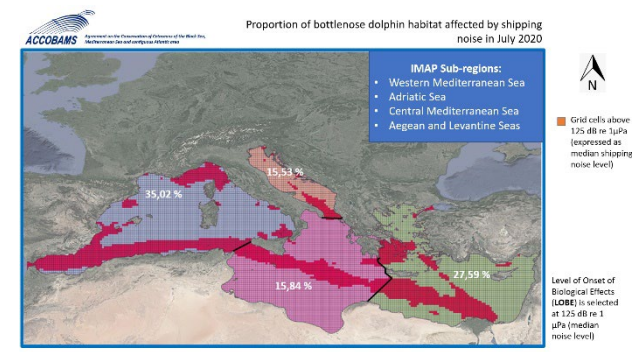 ACCOBAMS
Agreement on the Conservation of Cetaceans of the Black Sea,
Mediterranean Sea and contiguous Atlantic area
Proportion of bottlenose dolphin habitat affected by shipping
noise in July 2020
IMAP Sub-regions:
• Western Mediterranean Sea
• Adriatic Sea
• Central Mediterranean Sea
• Aegean and Levantine Seas
N
Grid cells above
125 dB re 1µPa
(expressed as
median shipping
noise level)
15,53 %
35,02 %
27,59 %
15,84 %
Level of Onset of
Biological Effects
(LOBE) is selected
at 125 dB re 1
µPa (median
noise level)